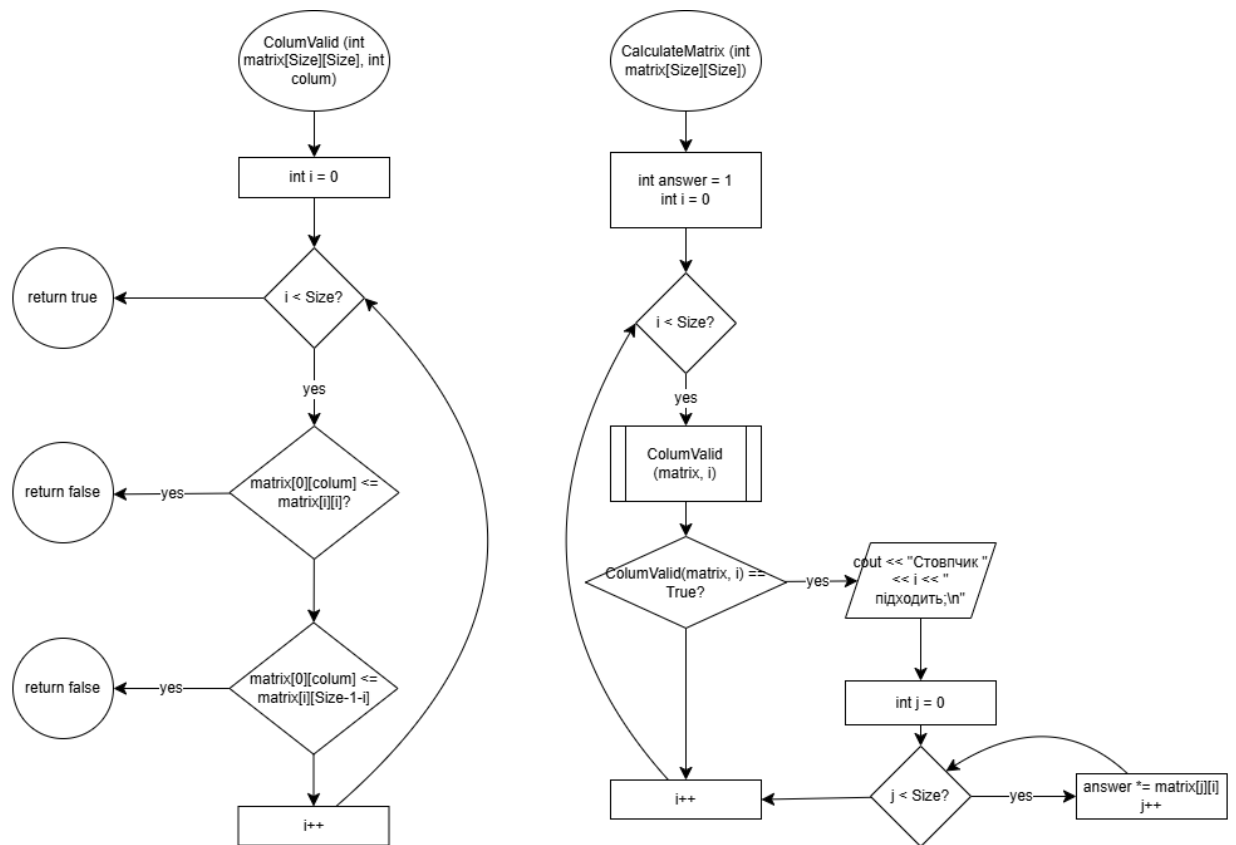 ColumValid (int
matrix[Size][Size], int
colum)
int i = 0
i < Size?
return true
yes
matrix[0][colum] <=
matrix[i][i]?
yes
return false
matrix[0][colum] <=
matrix[i][Size-1-i]
yes
return false
i++
CalculateMatrix (int
matrix[Size][Size])
int answer = 1
int i = 0
i < Size?
yes
ColumValid
(matrix, i)
ColumValid(matrix, i) ==
True?
yes
cout << "Стовпчик "
<< i << "
підходить;\n"
int j = 0
j < Size?
yes
answer *= matrix[j][i]
j++
i++